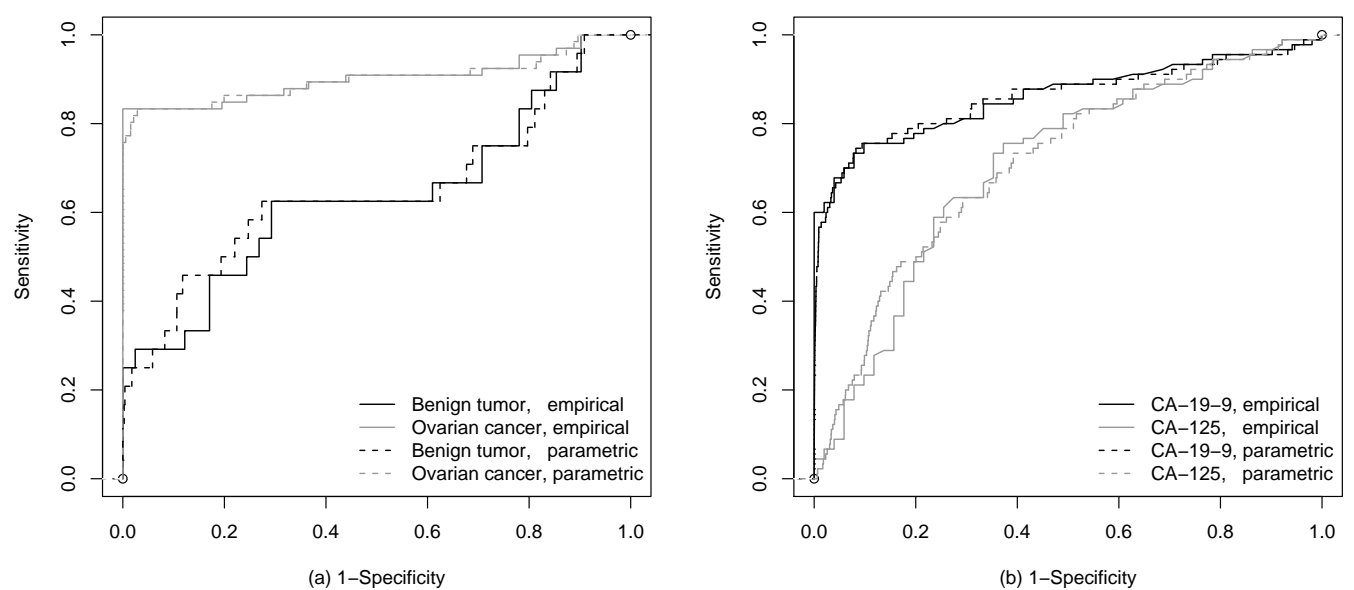 1.0
0.8
0.6
0.4
0.2
0.0
Sensitivity
Benign tumor, empirical
Ovarian cancer, empirical
Benign tumor, parametric
Ovarian cancer, parametric
0.0 0.2 0.4 0.6 0.8 1.0
(a) 1−Specificity
1.0
0.8
0.6
0.4
0.2
0.0
Sensitivity
CA−19−9, empirical
CA−125, empirical
CA−19−9, parametric
CA−125, parametric
0.0 0.2 0.4 0.6 0.8 1.0
(b) 1−Specificity